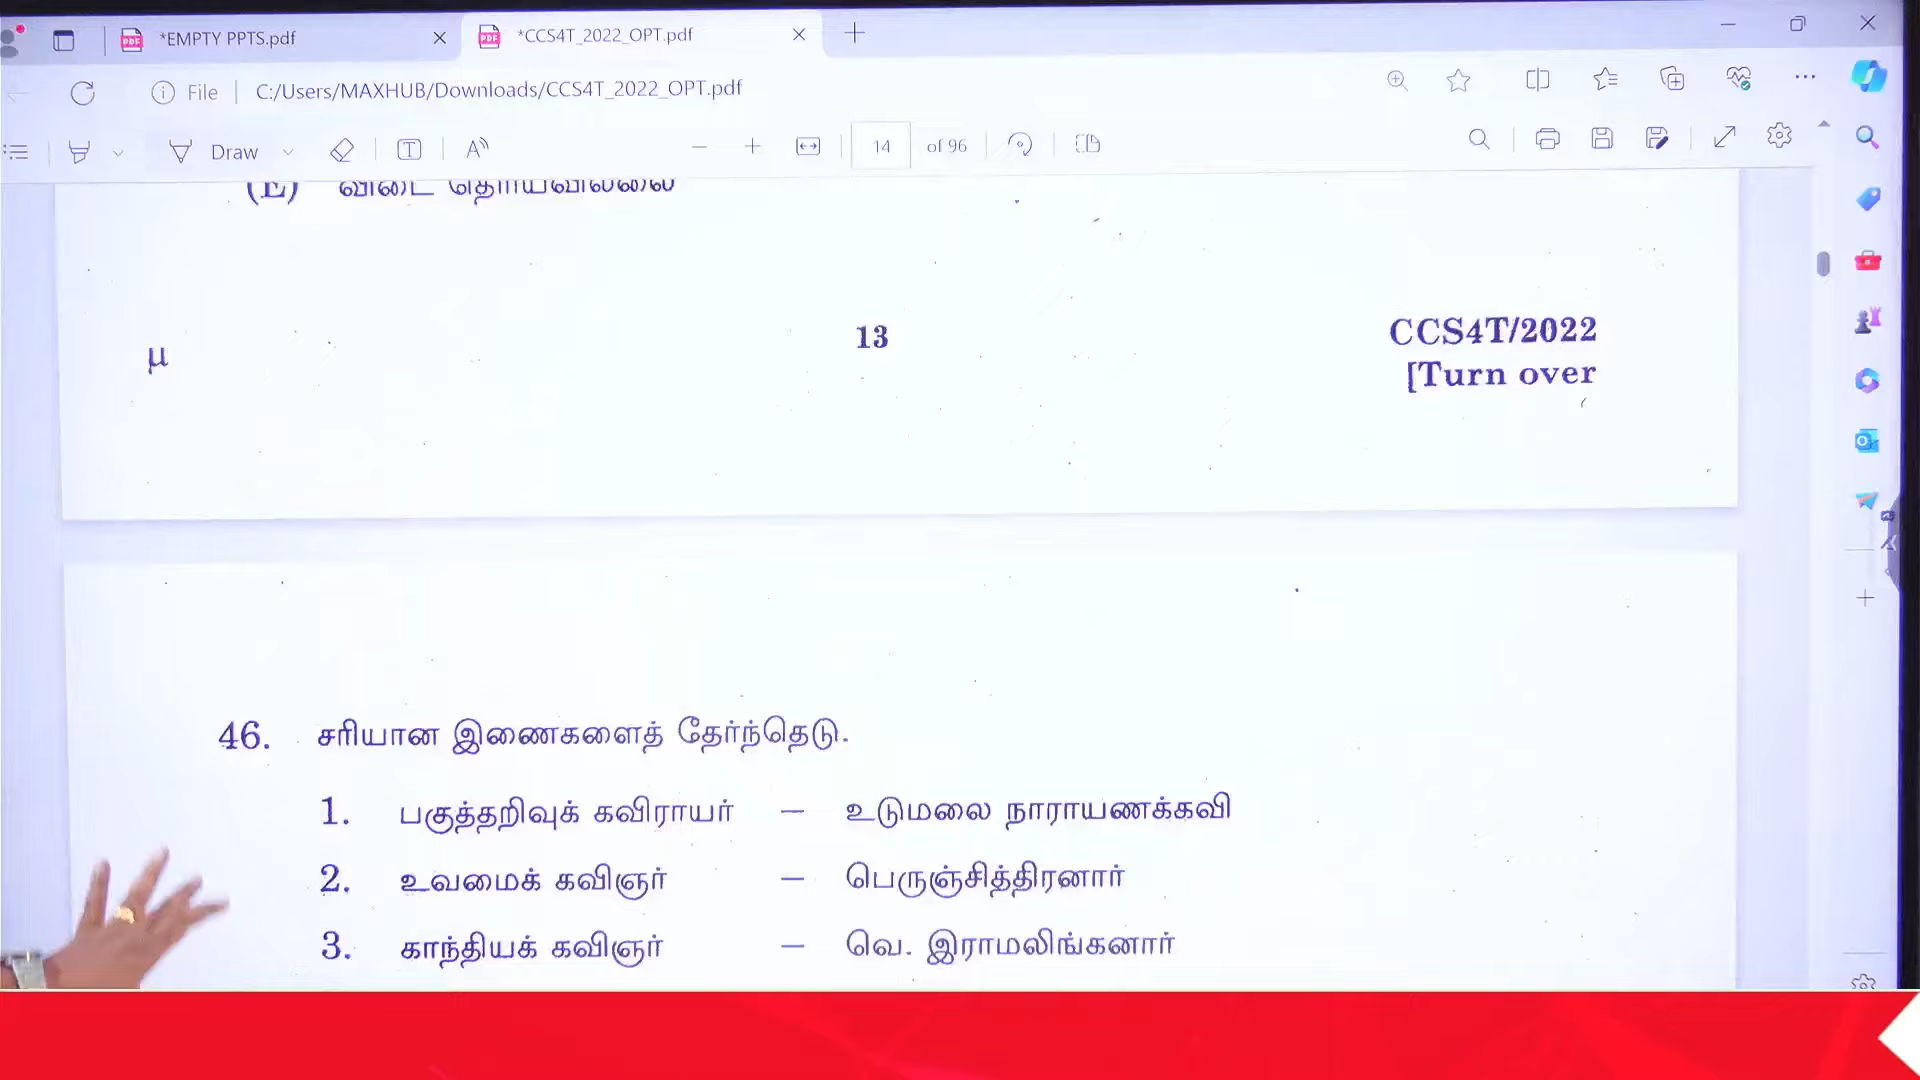 *EMPTY PPTS.pdf
*CCS4T_2022_OPT.pdf
File
C:/Users/MAXHUB/Downloads/CCS4T_2022_OPT.pdf
Draw
14 of 96
(E) விடை தெரியவில்லை
µ
13
CCS4T/2022
[Turn over
46. சரியான இணைகளைத் தேர்ந்தெடு.
1. பகுத்தறிவுக் கவிராயர் – உடுமலை நாராயணக்கவி
2. உவமைக் கவிஞர் – பெருஞ்சித்திரனார்
3. காந்தியக் கவிஞர் – வெ. இராமலிங்கனார்